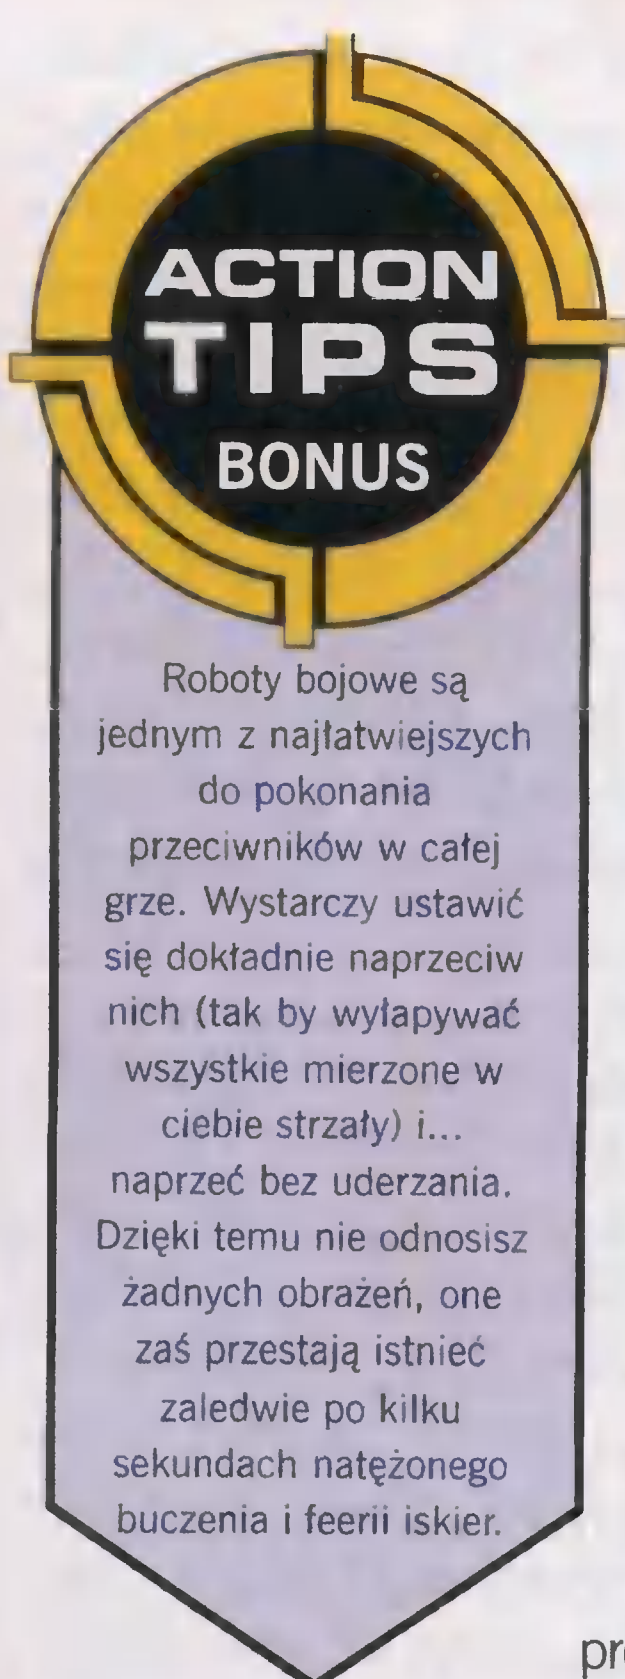 ACTION
TIPS
BONUS
Roboty bojowe są
jednym z najłatwiejszych
do pokonania
przeciwników w całej
grze. Wystarczy ustawić
się dokładnie naprzeciw
nich (tak by wyłapywać
wszystkie mierzone w
ciebie strzały) i...
naprzeć bez uderzania.
Dzięki temu nie odnosisz
żadnych obrażeń, one
zaś przestają istnieć
zaledwie po kilku
sekundach natężonego
buczenia i feerii iskier.